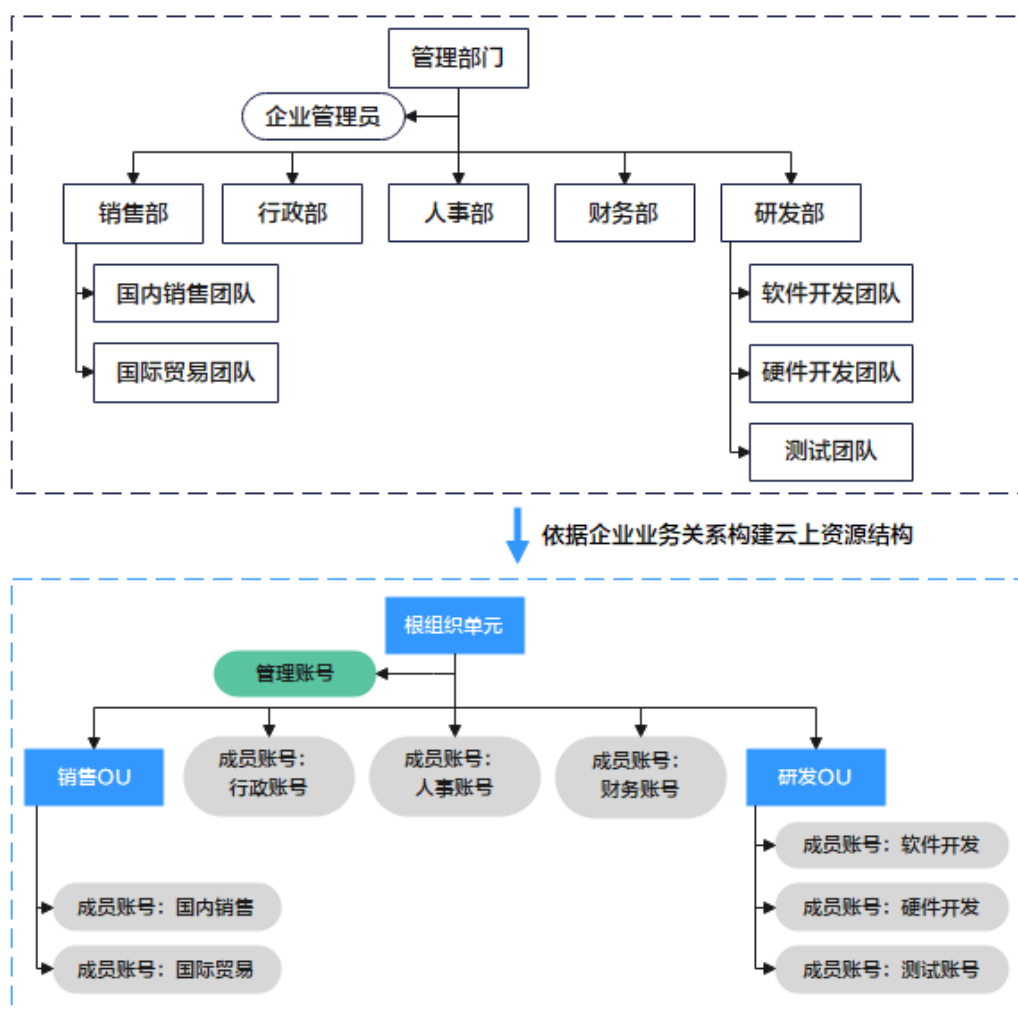 管理部门
企业管理员
销售部
行政部
人事部
财务部
研发部
国内销售团队
软件开发团队
国际贸易团队
硬件开发团队
测试团队
依据企业业务关系构建云上资源结构
根组织单元
管理账号
销售OU
成员账号：
行政账号
成员账号：
人事账号
成员账号：
财务账号
研发OU
成员账号：软件开发
成员账号：国内销售
成员账号：硬件开发
成员账号：国际贸易
成员账号：测试账号